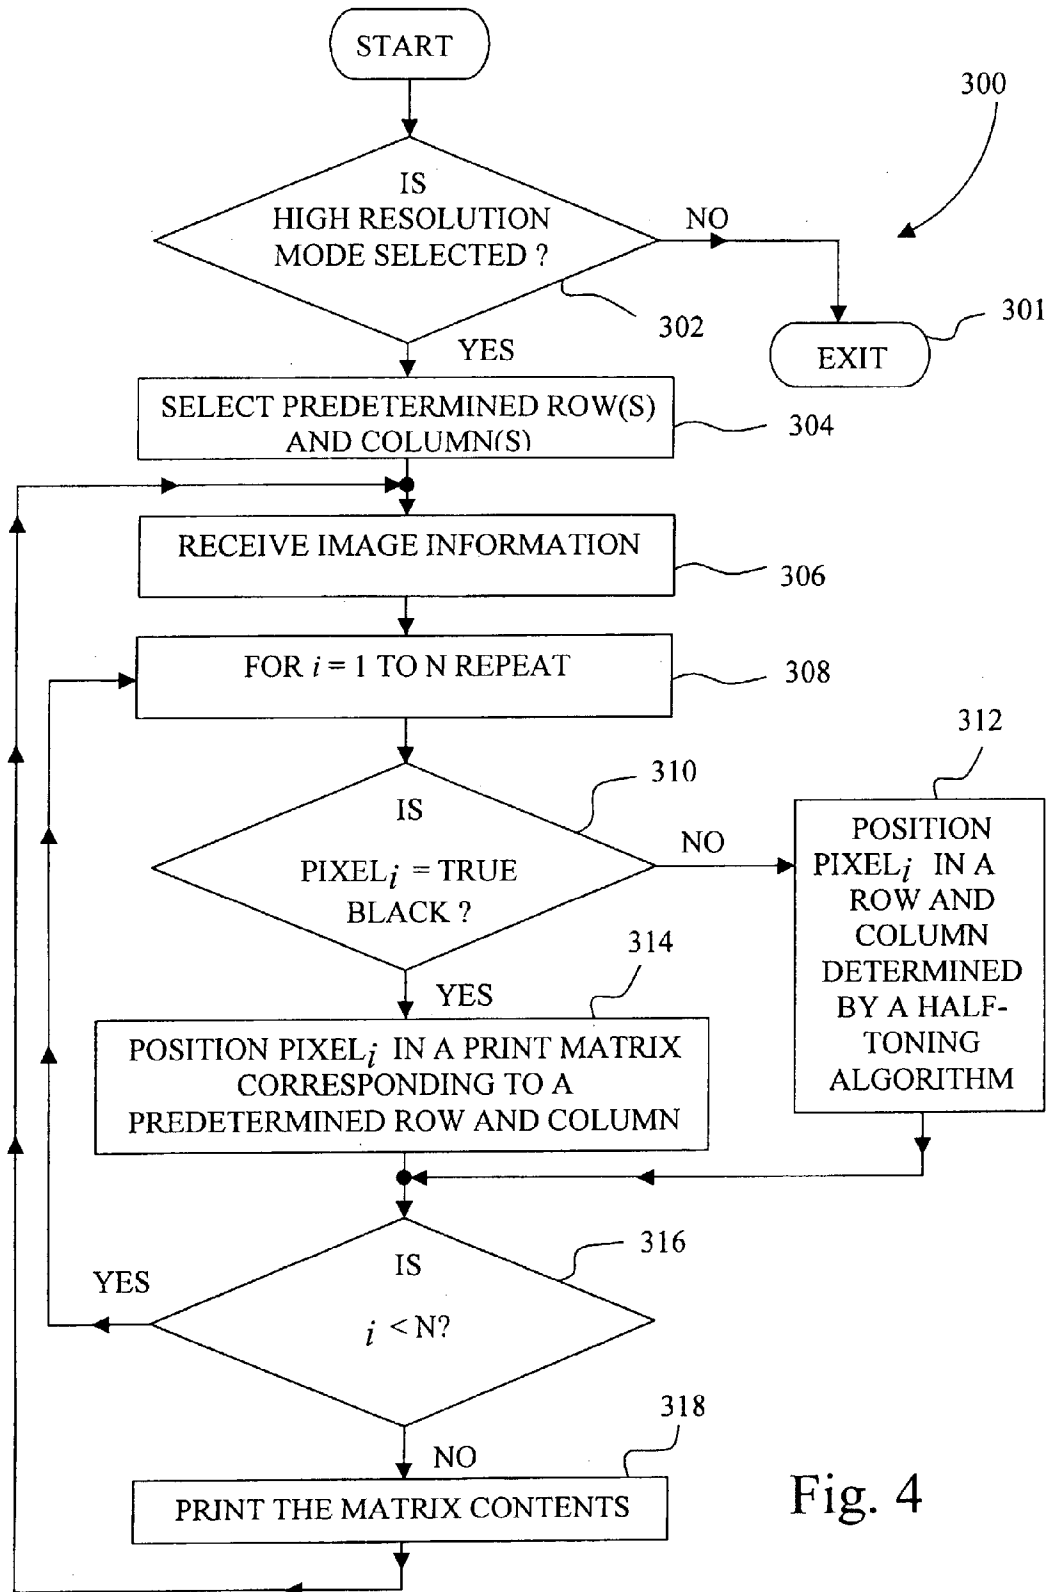 START
300
IS
HIGH RESOLUTION
MODE SELECTED ?
NO
302
301
EXIT
YES
SELECT PREDETERMINED ROW(S)
AND COLUMN(S)
304
RECEIVE IMAGE INFORMATION
306
FOR i = 1 TO N REPEAT
308
312
310
IS
PIXELi = TRUE
BLACK ?
NO
POSITION
PIXELi IN A
ROW AND
COLUMN
DETERMINED
BY A HALF-
TONING
ALGORITHM
314
YES
POSITION PIXELi IN A PRINT MATRIX
CORRESPONDING TO A
PREDETERMINED ROW AND COLUMN
316
IS
i < N?
YES
318
NO
PRINT THE MATRIX CONTENTS
Fig. 4